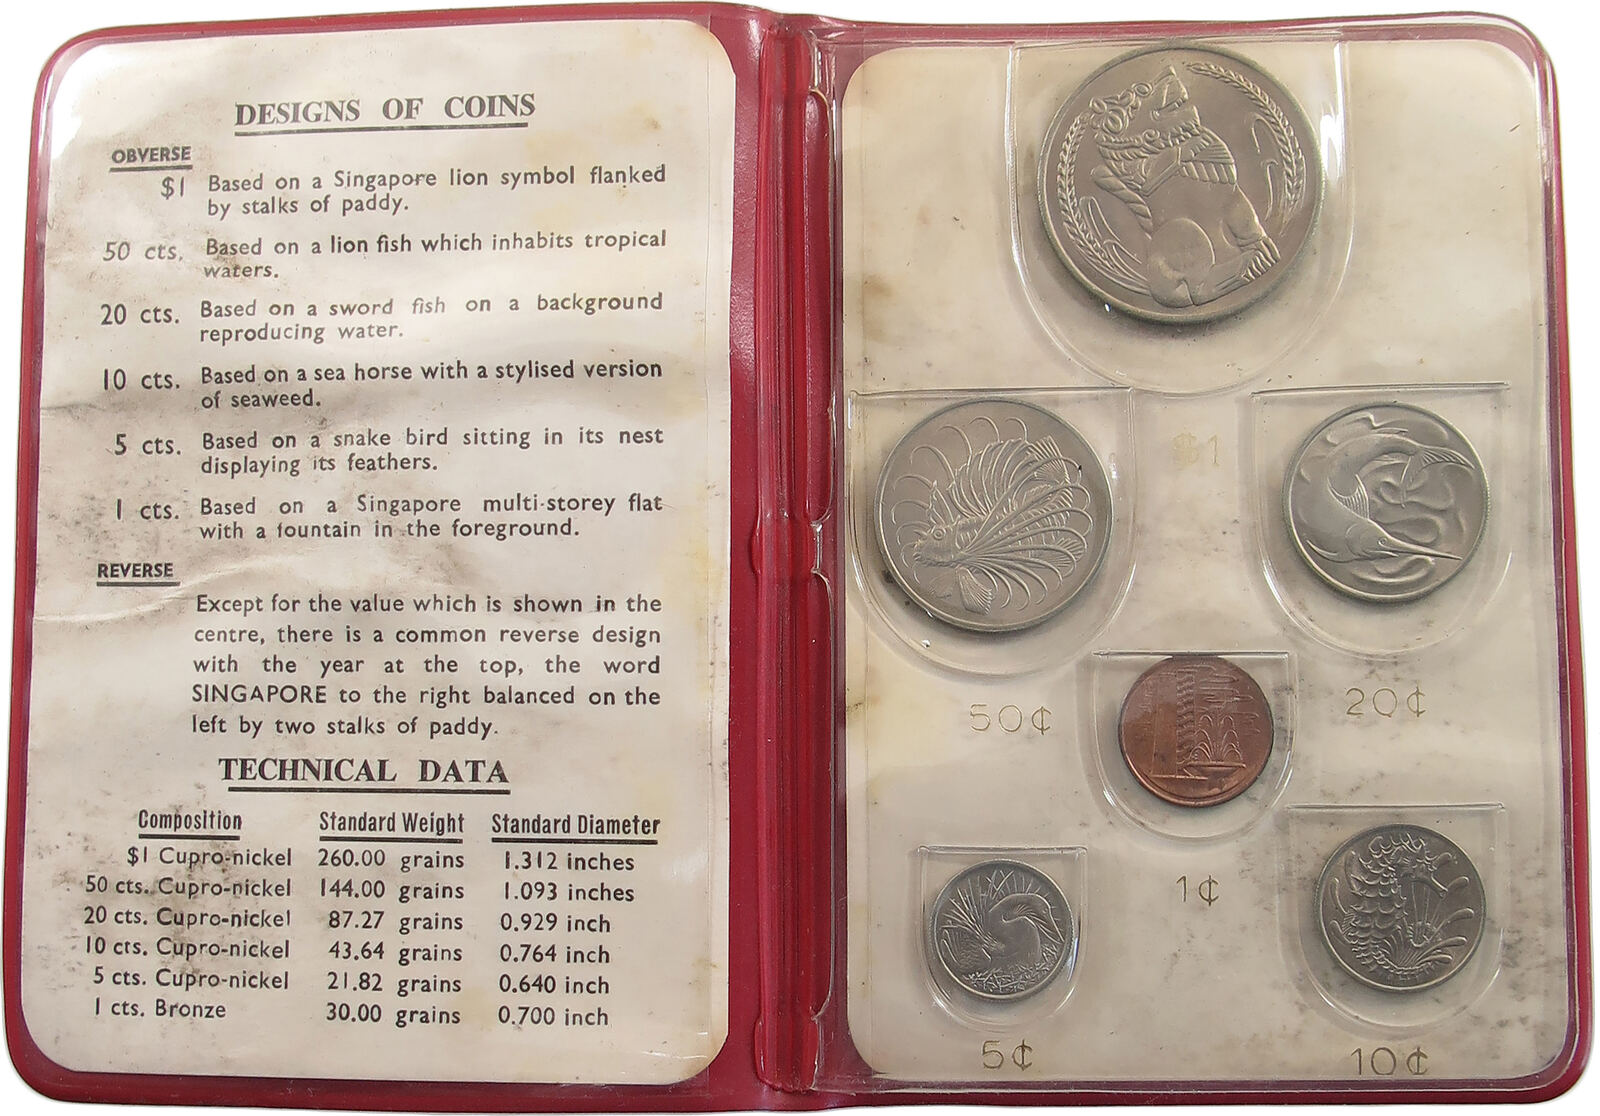 DESIGNS OF COINS
OBVERSE
$1 Based on a Singapore lion symbol flanked
by stalks of paddy.
50 cts. Based on a lion fish which inhabits tropical
waters.
20 cts. Based on a sword fish on a background
reproducing water.
10 cts. Based on a sea horse with a stylised version
of seaweed.
5 cts. Based on a snake bird sitting in its nest
displaying its feathers.
1 cts. Based on a Singapore multi-storey flat
with a fountain in the foreground.
REVERSE
Except for the value which is shown in the
centre, there is a common reverse design
with the year at the top, the word
SINGAPORE to the right balanced on the
left by two stalks of paddy.
TECHNICAL DATA
Composition Standard Weight Standard Diameter
$1 Cupro-nickel 260.00 grains 1.312 inches
50 cts. Cupro-nickel 144.00 grains 1.093 inches
20 cts. Cupro-nickel 87.27 grains 0.929 inch
10 cts. Cupro-nickel 43.64 grains 0.764 inch
5 cts. Cupro-nickel 21.82 grains 0.640 inch
1 cts. Bronze 30.00 grains 0.700 inch
$1
50¢
20¢
1¢
5¢
10¢